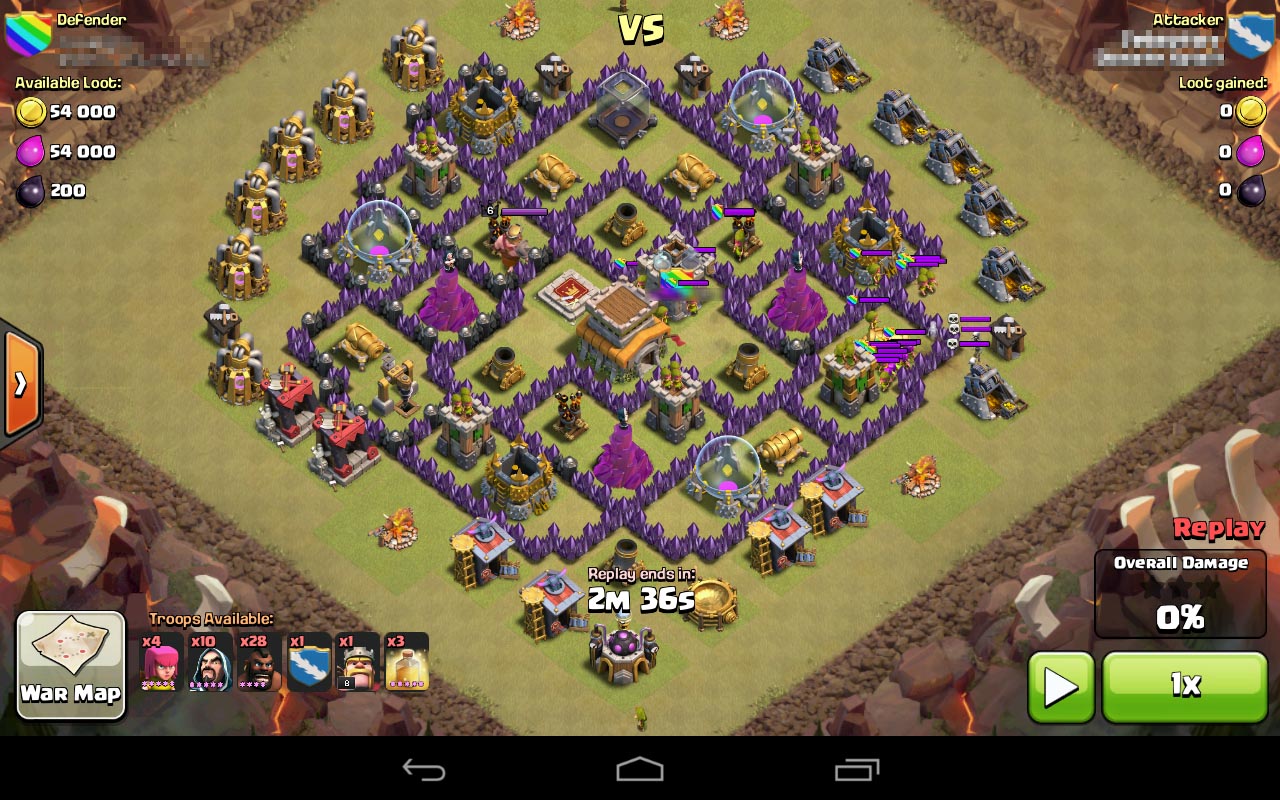 Defender
VS
Attacker
Available Loot:
54 000
54 000
200
Loot gained:
0
0
0
6
Replay
Overall Damage
0%
Replay ends in:
2m 36s
Troops Available:
x4
x10
x28
x1
x1
x3
8
War Map
1x